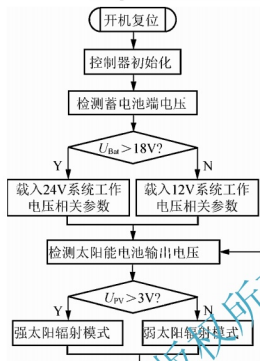 开机复位
控制器初始化
检测蓄电池端电压
U_Bat>18V?
Y
N
载入24V系统工作
电压相关参数
载入12V系统工作
电压相关参数
检测太阳能电池输出电压
U_PV>3V?
Y
N
强太阳辐射模式
弱太阳辐射模式
版权所